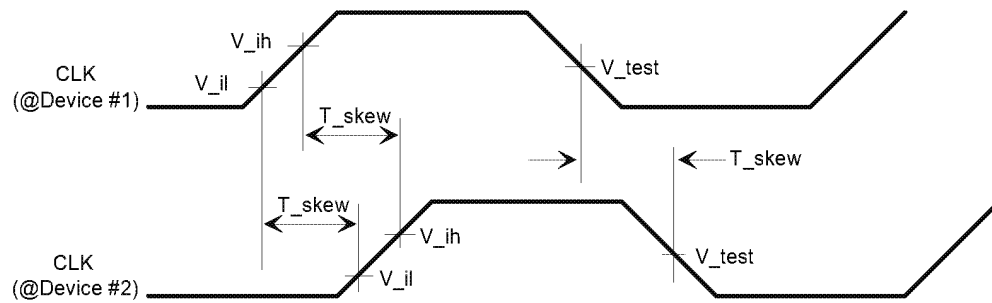 V_ih
V_test
CLK
(@Device #1)
V_il
T_skew
T_skew
T_skew
V_ih
CLK
(@Device #2)
V_test
V_il